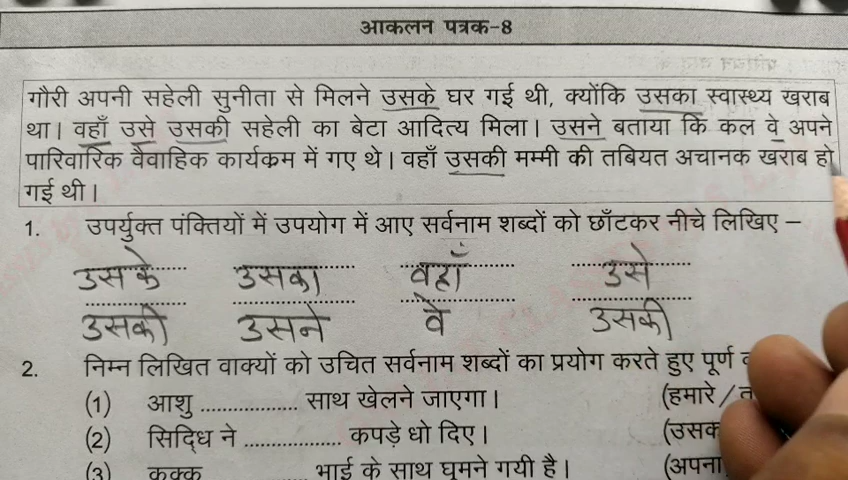 आकलन पत्रक-8
गौरी अपनी सहेली सुनीता से मिलने उसके घर गई थी, क्योंकि उसका स्वास्थ्य खराब
था। वहाँ उसे उसकी सहेली का बेटा आदित्य मिला। उसने बताया कि कल वे अपने
पारिवारिक वैवाहिक कार्यक्रम में गए थे। वहाँ उसकी मम्मी की तबियत अचानक खराब हो
गई थी।
1. उपर्युक्त पंक्तियों में उपयोग में आए सर्वनाम शब्दों को छाँटकर नीचे लिखिए –
उसके उसका वहाँ उसे
उसकी उसने वे उसकी
2. निम्न लिखित वाक्यों को उचित सर्वनाम शब्दों का प्रयोग करते हुए पूर्ण
(1) आशु ................. साथ खेलने जाएगा। (हमारे/
(2) सिद्धि ने ................. कपड़े धो दिए। (उसक
(3) कुक्कू भाई के साथ घूमने गयी है। (अपना